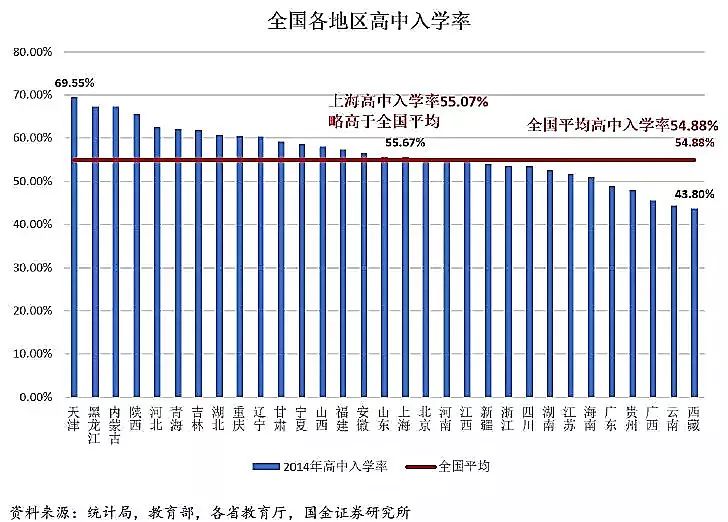 全国各地区高中入学率
80.00%
70.00%
60.00%
50.00%
40.00%
30.00%
20.00%
10.00%
0.00%
69.55%
上海高中入学率55.07%
略高于全国平均
55.67%
全国平均高中入学率54.88%
54.88%
43.80%
天津
黑龙江
内蒙古
陕西
河北
青海
吉林
湖北
重庆
辽宁
甘肃
宁夏
山西
福建
安徽
山东
上海
北京
河南
江西
新疆
浙江
四川
湖南
江苏
海南
广东
贵州
广西
云南
西藏
2014年高中入学率
全国平均
资料来源：统计局，教育部，各省教育厅，国金证券研究所